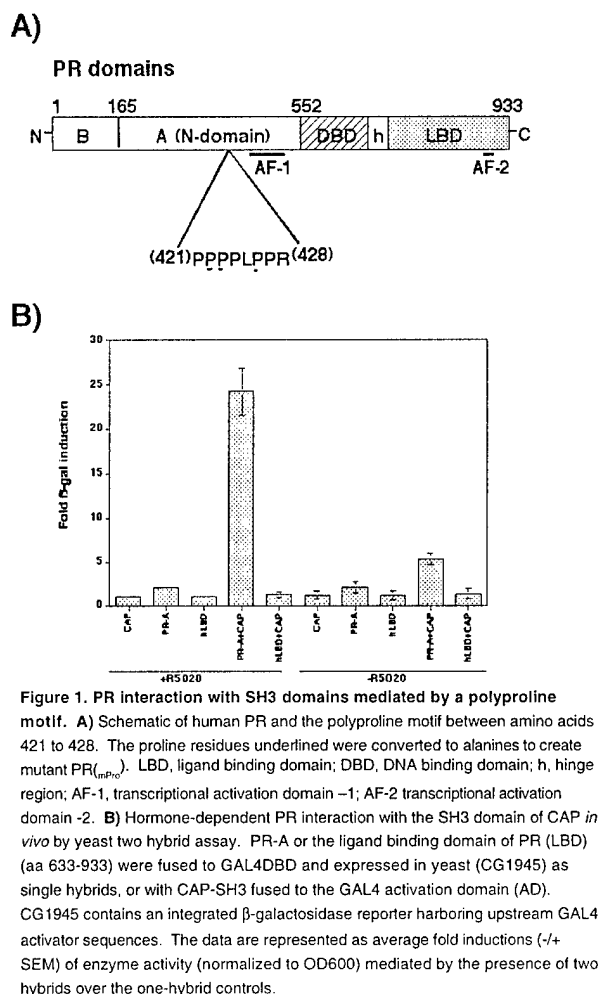 A)
PR domains
1 165 552 933
N B A (N-domain) DBD h LBD C
AF-1 AF-2
(421)PPPPLPPR(428)
B)
30
25
20
15
10
5
0
Fold β-gal induction
CAP PR-A hLBD PR-A+CAP hLBD+CAP CAP PR-A hLBD PR-A+CAP hLBD+CAP
+R5020 -R5020
Figure 1. PR interaction with SH3 domains mediated by a polyproline
motif. A) Schematic of human PR and the polyproline motif between amino acids
421 to 428. The proline residues underlined were converted to alanines to create
mutant PR(mPro). LBD, ligand binding domain; DBD, DNA binding domain; h, hinge
region; AF-1, transcriptional activation domain –1; AF-2 transcriptional activation
domain -2. B) Hormone-dependent PR interaction with the SH3 domain of CAP in
vivo by yeast two hybrid assay. PR-A or the ligand binding domain of PR (LBD)
(aa 633-933) were fused to GAL4DBD and expressed in yeast (CG1945) as
single hybrids, or with CAP-SH3 fused to the GAL4 activation domain (AD).
CG1945 contains an integrated β-galactosidase reporter harboring upstream GAL4
activator sequences. The data are represented as average fold inductions (-/+
SEM) of enzyme activity (normalized to OD600) mediated by the presence of two
hybrids over the one-hybrid controls.